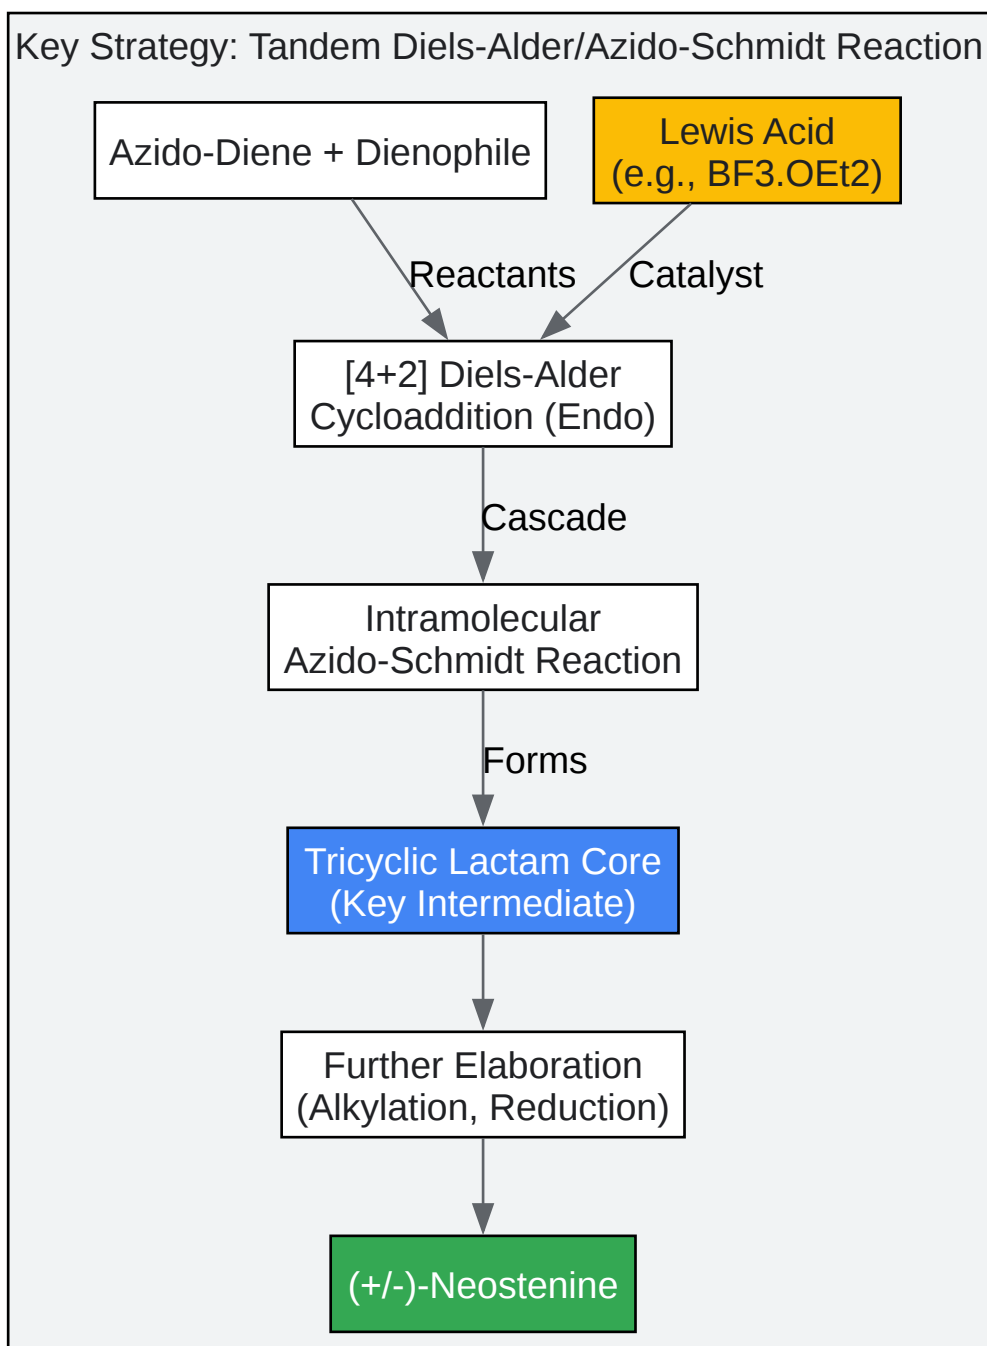 Key Strategy: Tandem Diels-Alder/Azido-Schmidt Reaction
Azido-Diene + Dienophile
Lewis Acid
(e.g., BF3.OEt2)
Reactants
Catalyst
[4+2] Diels-Alder
Cycloaddition (Endo)
Cascade
Intramolecular
Azido-Schmidt Reaction
Forms
Tricyclic Lactam Core
(Key Intermediate)
Further Elaboration
(Alkylation, Reduction)
(+/-)-Neostenine